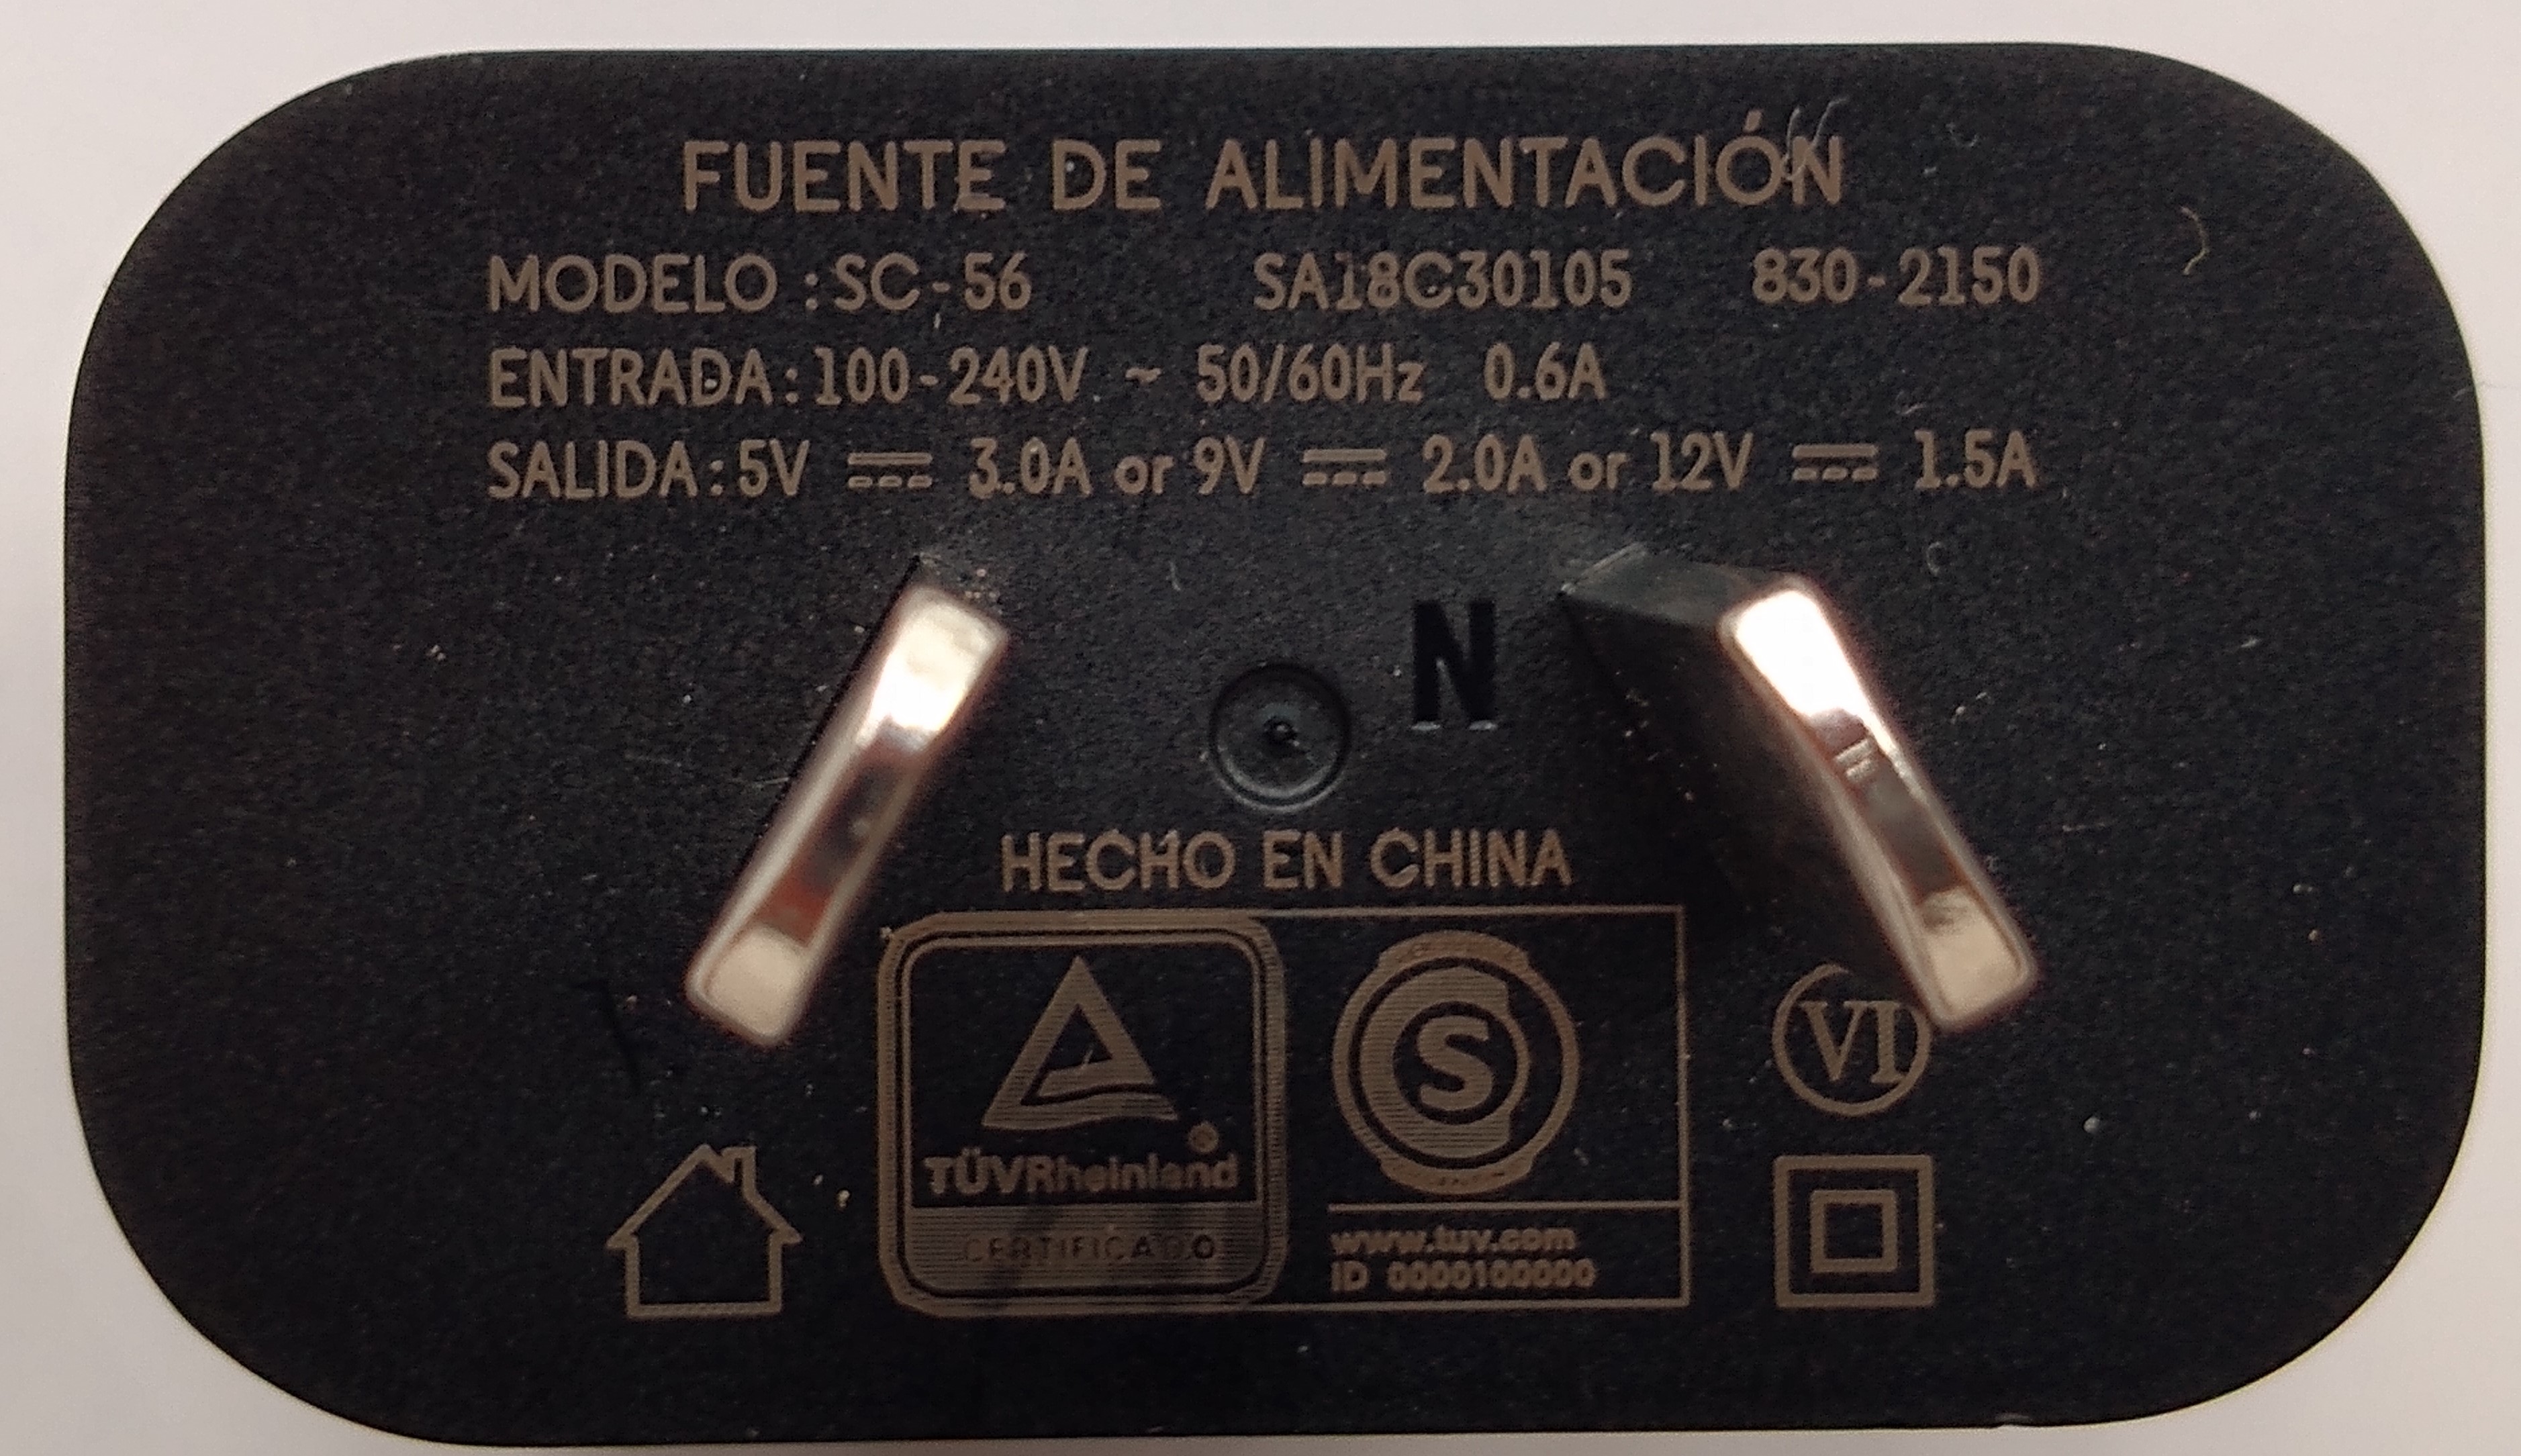 FUENTE DE ALIMENTACIÓN
MODELO :SC-56 SA18C30105 830-2150
ENTRADA:100-240V ~ 50/60Hz 0.6A
SALIDA:5V ⎓ 3.0A or 9V ⎓ 2.0A or 12V ⎓ 1.5A
N
HECHO EN CHINA
VI
S
®
TÜVRheinland
CERTIFICADO
www.tuv.com
ID 0000100000